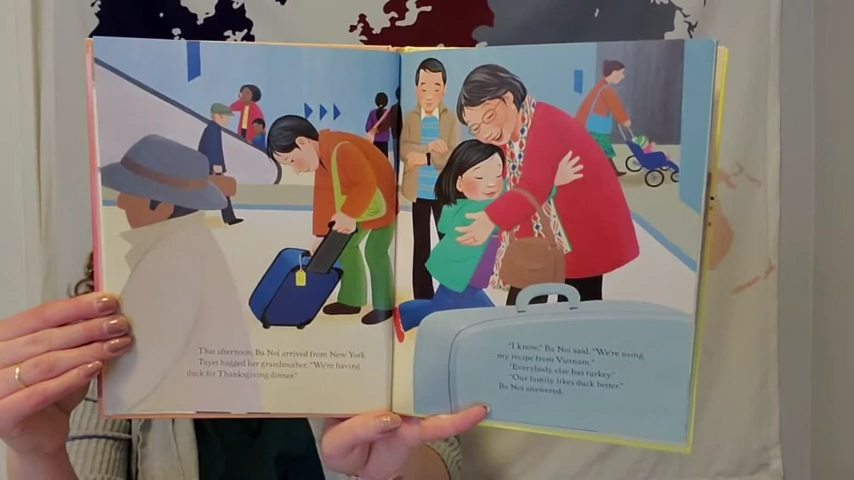 That afternoon, Ba Noi arrived from New York.
Tuyet hugged her grandmother. "We're having
duck for Thanksgiving dinner."
"I know," Ba Noi said. "We're using
my recipe from Vietnam."
"Everybody else has turkey."
"Our family likes duck better,"
Ba Noi answered.